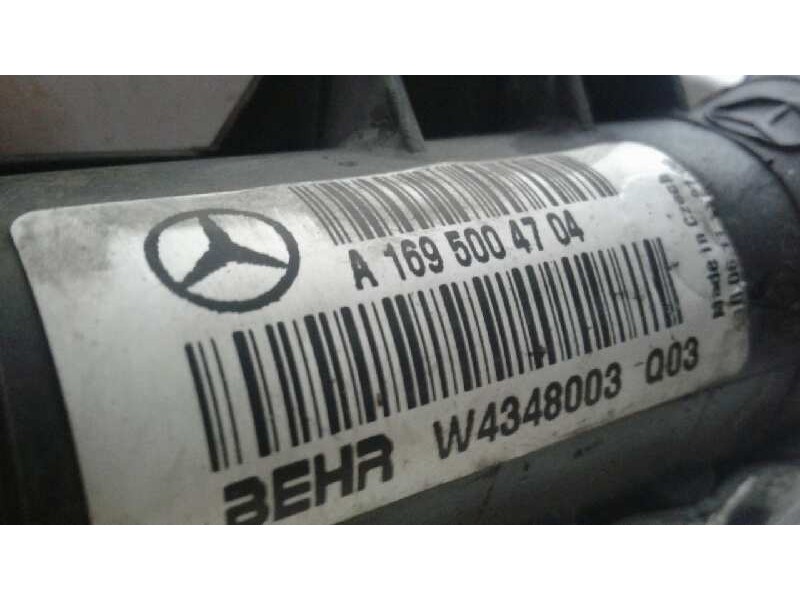 A 169 500 47 04
W4348003 Q03
BEHR
Made in Czech